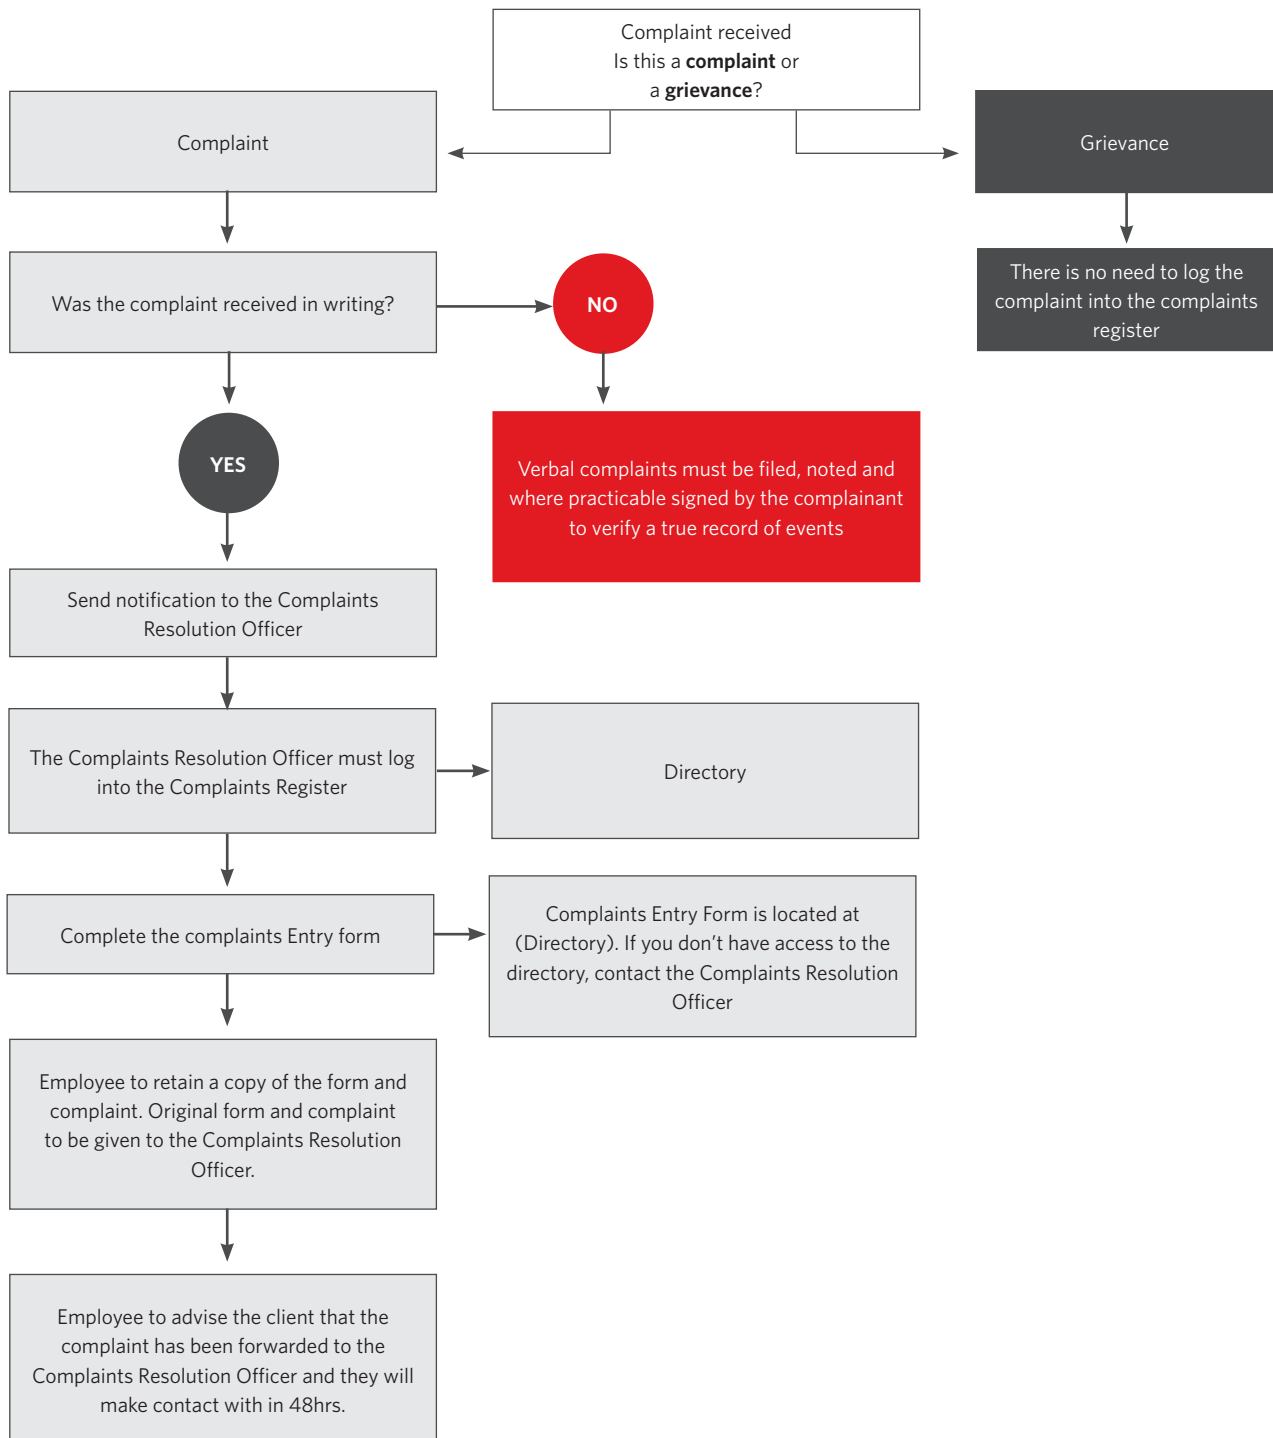 Complaint received
Is this a complaint or
a grievance?
Complaint
Grievance
Was the complaint received in writing?
NO
There is no need to log the
complaint into the complaints
register
YES
Verbal complaints must be filed, noted and
where practicable signed by the complainant
to verify a true record of events
Send notification to the Complaints
Resolution Officer
The Complaints Resolution Officer must log
into the Complaints Register
Directory
Complete the complaints Entry form
Complaints Entry Form is located at
(Directory). If you don’t have access to the
directory, contact the Complaints Resolution
Officer
Employee to retain a copy of the form and
complaint. Original form and complaint
to be given to the Complaints Resolution
Officer.
Employee to advise the client that the
complaint has been forwarded to the
Complaints Resolution Officer and they will
make contact with in 48hrs.